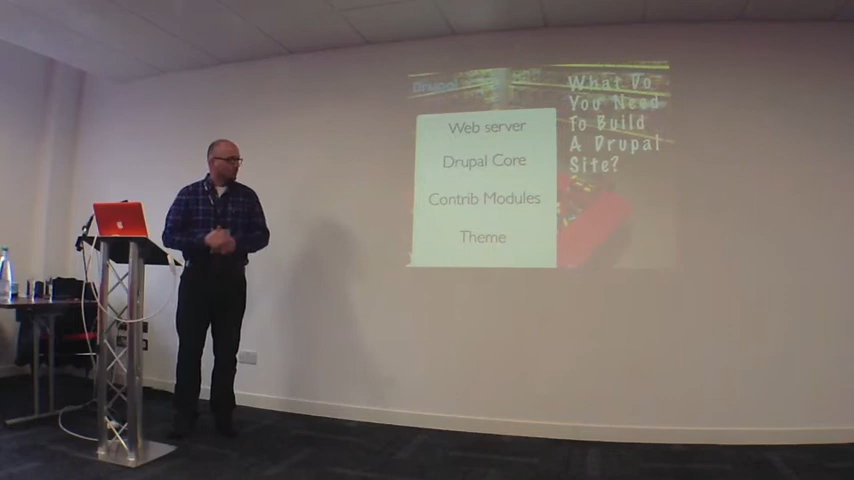 Drupal
What Do
You Need
To Build
A Drupal
Site?
Web server
Drupal Core
Contrib Modules
Theme